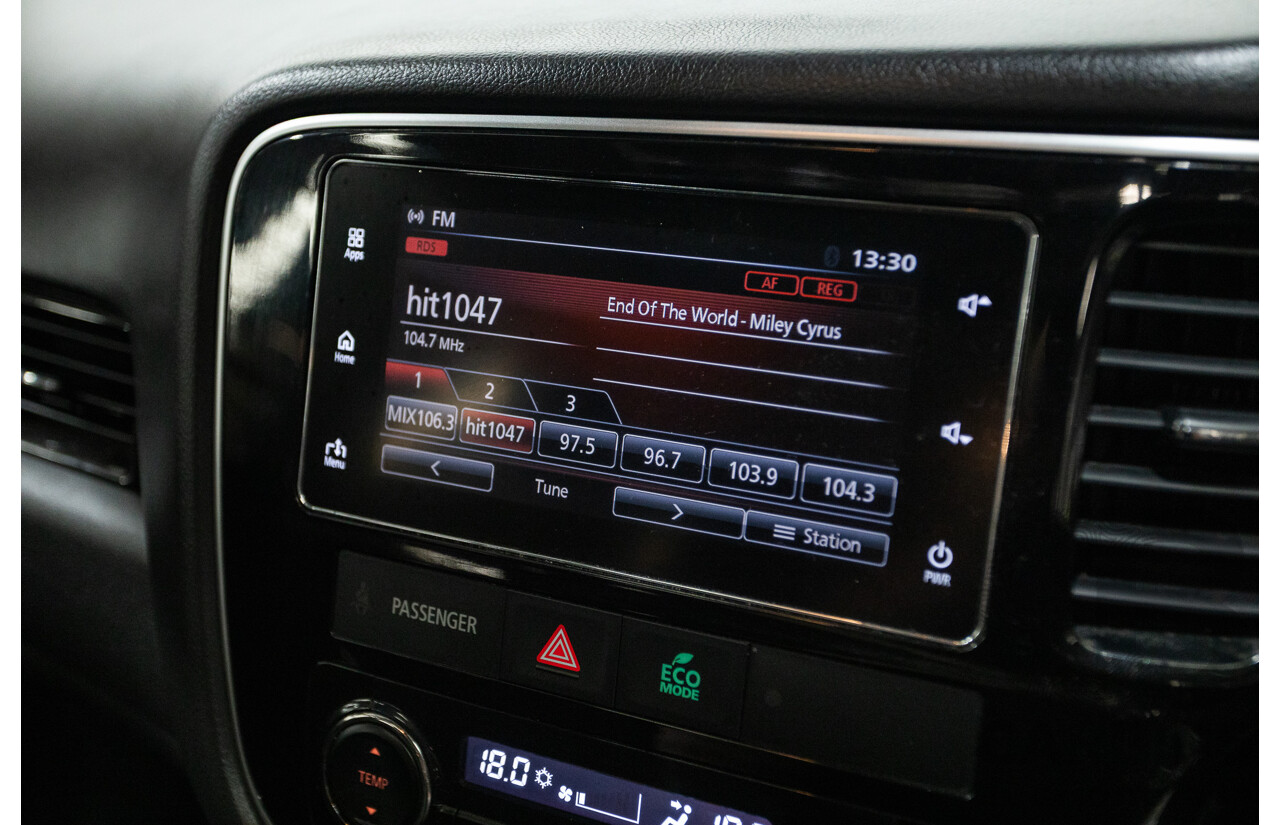 FM
13:30
Apps
RDS
AF REG
hit1047
End Of The World - Miley Cyrus
104.7 MHz
Home
1 2 3
MIX106.3 hit1047 97.5 96.7 103.9 104.3
Menu
< Tune > Station
PWR
PASSENGER
ECO
MODE
TEMP
18.0